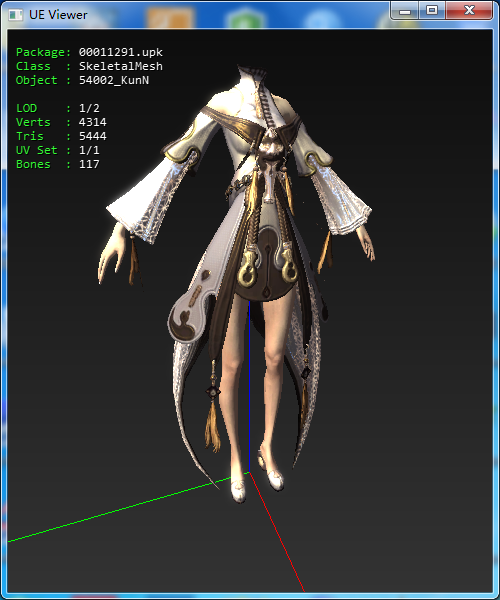 UE Viewer
Package: 00011291.upk
Class : SkeletalMesh
Object : 54002_KunN
LOD : 1/2
Verts : 4314
Tris : 5444
UV Set : 1/1
Bones : 117